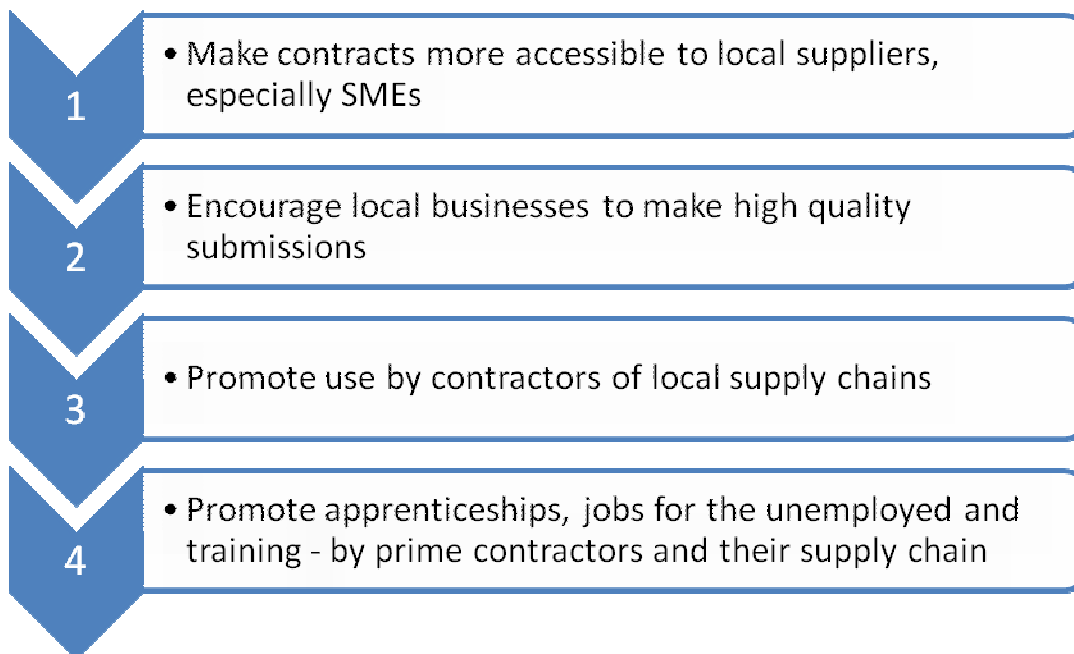 1
• Make contracts more accessible to local suppliers,
especially SMEs
2
• Encourage local businesses to make high quality
submissions
3
• Promote use by contractors of local supply chains
4
• Promote apprenticeships, jobs for the unemployed and
training - by prime contractors and their supply chain